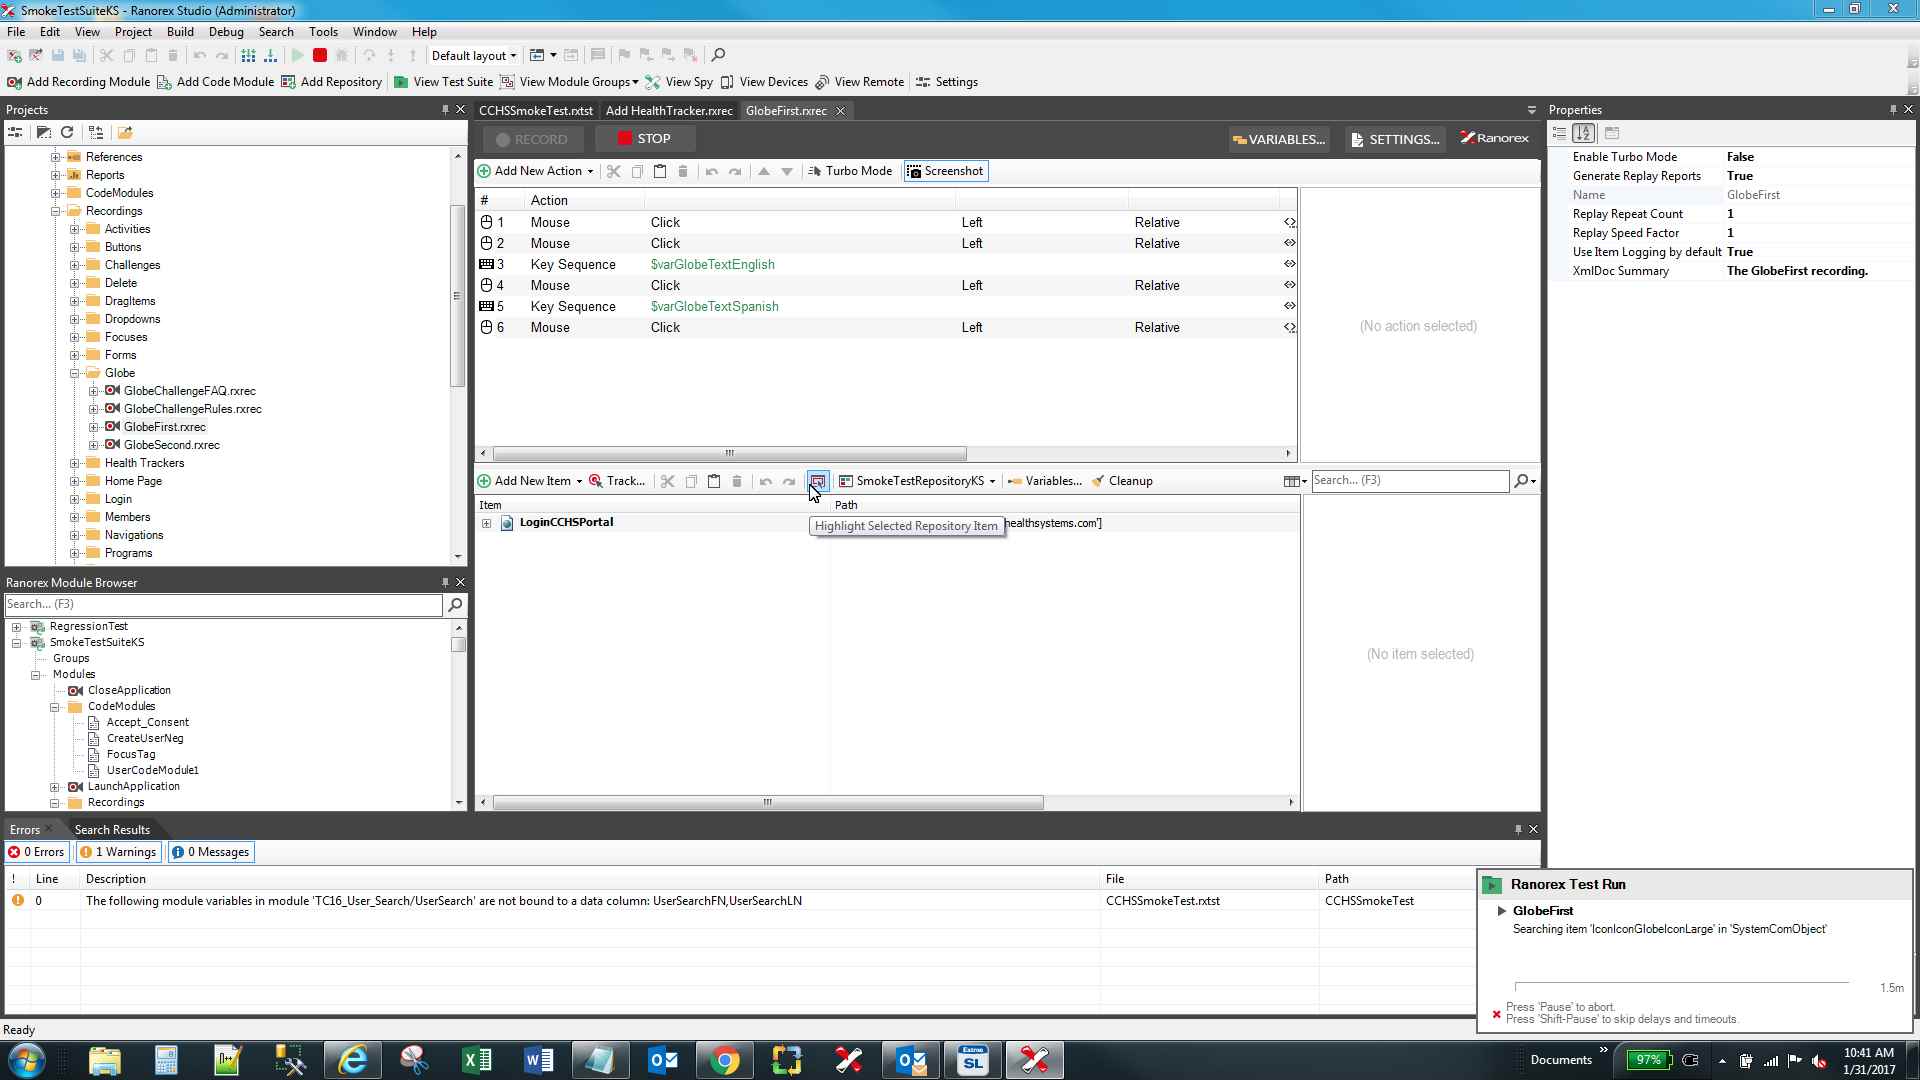 SmokeTestSuiteKS - Ranorex Studio (Administrator)
File Edit View Project Build Debug Search Tools Window Help
Default layout
Add Recording Module Add Code Module Add Repository View Test Suite View Module Groups View Spy View Devices View Remote Settings
Projects
References
Reports
CodeModules
Recordings
Activities
Buttons
Challenges
Delete
DragItems
Dropdowns
Focuses
Forms
Globe
GlobeChallengeFAQ.rxrec
GlobeChallengeRules.rxrec
GlobeFirst.rxrec
GlobeSecond.rxrec
Health Trackers
Home Page
Login
Members
Navigations
Programs
Ranorex Module Browser
Search... (F3)
RegressionTest
SmokeTestSuiteKS
Groups
Modules
CloseApplication
CodeModules
Accept_Consent
CreateUserNeg
FocusTag
UserCodeModule1
LaunchApplication
Recordings
CCHSSmokeTest.rxtst Add HealthTracker.rxrec GlobeFirst.rxrec
RECORD STOP VARIABLES... SETTINGS... Ranorex
Add New Action Turbo Mode Screenshot
# Action
1 Mouse Click Left Relative
2 Mouse Click Left Relative
3 Key Sequence $varGlobeTextEnglish
4 Mouse Click Left Relative
5 Key Sequence $varGlobeTextSpanish
6 Mouse Click Left Relative
(No action selected)
Add New Item Track... SmokeTestRepositoryKS Variables... Cleanup Search... (F3)
Item Path
LoginCCHSPortal healthsystems.com']
Highlight Selected Repository Item
(No item selected)
Properties
Enable Turbo Mode False
Generate Replay Reports True
Name GlobeFirst
Replay Repeat Count 1
Replay Speed Factor 1
Use Item Logging by default True
XmlDoc Summary The GlobeFirst recording.
Errors Search Results
0 Errors 1 Warnings 0 Messages
! Line Description File Path
0 The following module variables in module 'TC16_User_Search/UserSearch' are not bound to a data column: UserSearchFN,UserSearchLN CCHSSmokeTest.rxtst CCHSSmokeTest
Ranorex Test Run
GlobeFirst
Searching item 'IconIconGlobeIconLarge' in 'SystemComObject'
1.5m
Press 'Pause' to abort.
Press 'Shift-Pause' to skip delays and timeouts.
Ready
Extron SL
Documents
97%
10:41 AM
1/31/2017